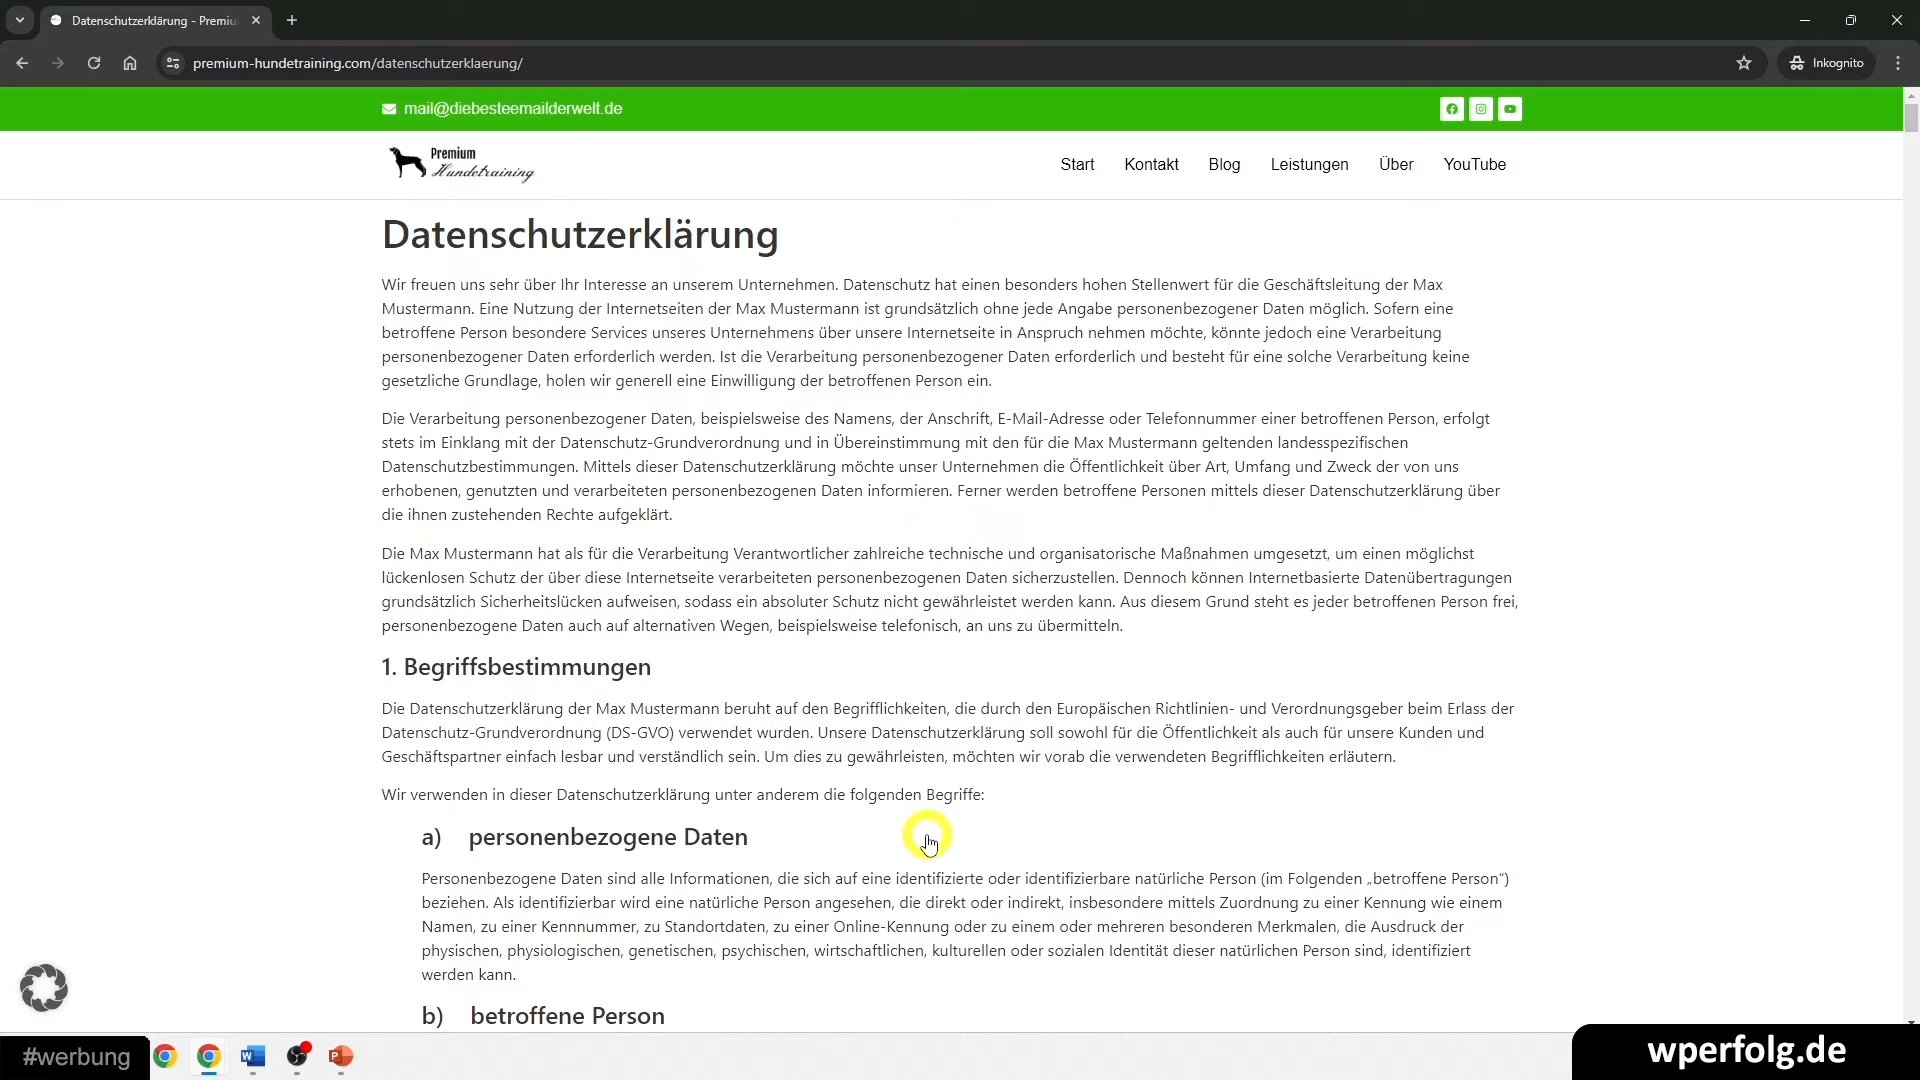 Datenschutzerklärung - Premiu
premium-hundetraining.com/datenschutzerklaerung/
Inkognito
mail@diebesteemailderwelt.de
Premium
Hundetraining
Start Kontakt Blog Leistungen Über YouTube
Datenschutzerklärung
Wir freuen uns sehr über Ihr Interesse an unserem Unternehmen. Datenschutz hat einen besonders hohen Stellenwert für die Geschäftsleitung der Max
Mustermann. Eine Nutzung der Internetseiten der Max Mustermann ist grundsätzlich ohne jede Angabe personenbezogener Daten möglich. Sofern eine
betroffene Person besondere Services unseres Unternehmens über unsere Internetseite in Anspruch nehmen möchte, könnte jedoch eine Verarbeitung
personenbezogener Daten erforderlich werden. Ist die Verarbeitung personenbezogener Daten erforderlich und besteht für eine solche Verarbeitung keine
gesetzliche Grundlage, holen wir generell eine Einwilligung der betroffenen Person ein.
Die Verarbeitung personenbezogener Daten, beispielsweise des Namens, der Anschrift, E-Mail-Adresse oder Telefonnummer einer betroffenen Person, erfolgt
stets im Einklang mit der Datenschutz-Grundverordnung und in Übereinstimmung mit den für die Max Mustermann geltenden landesspezifischen
Datenschutzbestimmungen. Mittels dieser Datenschutzerklärung möchte unser Unternehmen die Öffentlichkeit über Art, Umfang und Zweck der von uns
erhobenen, genutzten und verarbeiteten personenbezogenen Daten informieren. Ferner werden betroffene Personen mittels dieser Datenschutzerklärung über
die ihnen zustehenden Rechte aufgeklärt.
Die Max Mustermann hat als für die Verarbeitung Verantwortlicher zahlreiche technische und organisatorische Maßnahmen umgesetzt, um einen möglichst
lückenlosen Schutz der über diese Internetseite verarbeiteten personenbezogenen Daten sicherzustellen. Dennoch können Internetbasierte Datenübertragungen
grundsätzlich Sicherheitslücken aufweisen, sodass ein absoluter Schutz nicht gewährleistet werden kann. Aus diesem Grund steht es jeder betroffenen Person frei,
personenbezogene Daten auch auf alternativen Wegen, beispielsweise telefonisch, an uns zu übermitteln.
1. Begriffsbestimmungen
Die Datenschutzerklärung der Max Mustermann beruht auf den Begrifflichkeiten, die durch den Europäischen Richtlinien- und Verordnungsgeber beim Erlass der
Datenschutz-Grundverordnung (DS-GVO) verwendet wurden. Unsere Datenschutzerklärung soll sowohl für die Öffentlichkeit als auch für unsere Kunden und
Geschäftspartner einfach lesbar und verständlich sein. Um dies zu gewährleisten, möchten wir vorab die verwendeten Begrifflichkeiten erläutern.
Wir verwenden in dieser Datenschutzerklärung unter anderem die folgenden Begriffe:
a) personenbezogene Daten
Personenbezogene Daten sind alle Informationen, die sich auf eine identifizierte oder identifizierbare natürliche Person (im Folgenden „betroffene Person“)
beziehen. Als identifizierbar wird eine natürliche Person angesehen, die direkt oder indirekt, insbesondere mittels Zuordnung zu einer Kennung wie einem
Namen, zu einer Kennnummer, zu Standortdaten, zu einer Online-Kennung oder zu einem oder mehreren besonderen Merkmalen, die Ausdruck der
physischen, physiologischen, genetischen, psychischen, wirtschaftlichen, kulturellen oder sozialen Identität dieser natürlichen Person sind, identifiziert
werden kann.
b) betroffene Person
#werbung
wperfolg.de